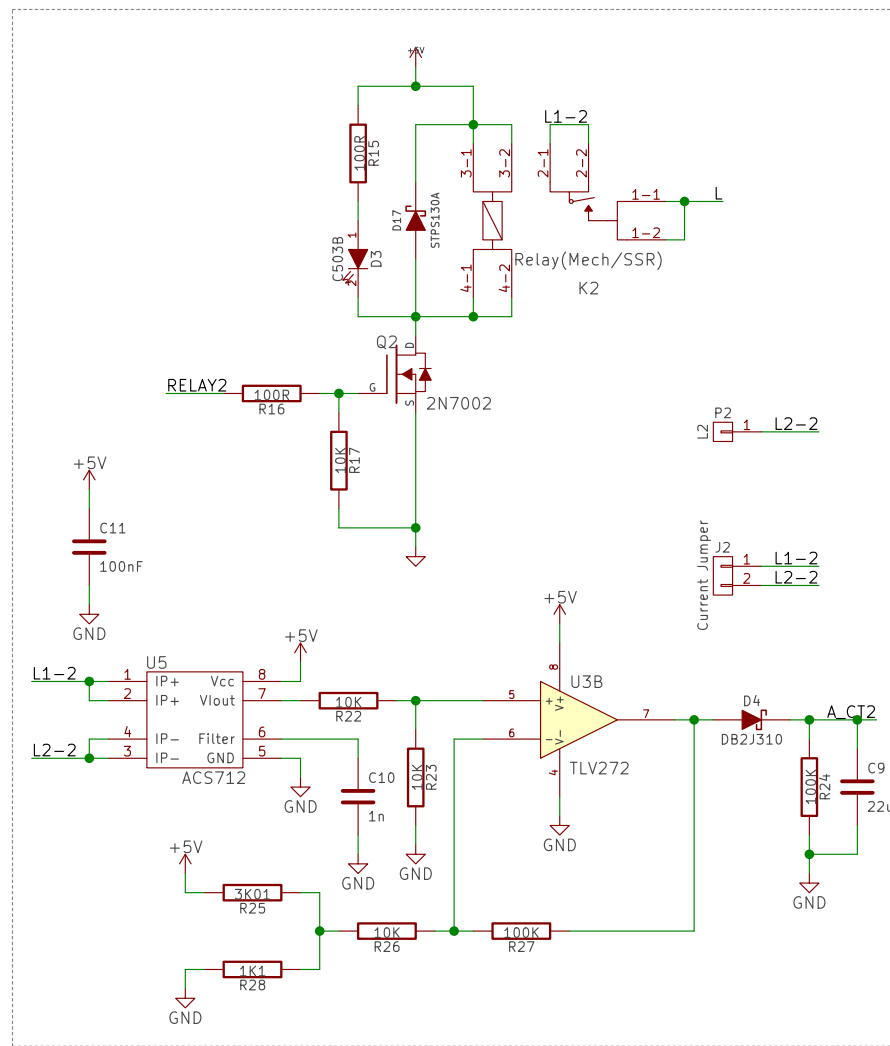 +5V
100R
R15
1
C503B
D3
2
D17
STPS130A
3-1
3-2
4-1
4-2
L1-2
2-1
2-2
1-1
1-2
L
Relay(Mech/SSR)
K2
Q2
D
G
S
2N7002
RELAY2
100R
R16
10K
R17
P2
L2
1
L2-2
J2
Current Jumper
1
L1-2
2
L2-2
+5V
C11
100nF
GND
U5
L1-2
L2-2
1
IP+
2
IP+
4
IP-
3
IP-
Vcc
8
VIout
7
Filter
6
GND
5
ACS712
+5V
GND
10K
R22
10K
R23
GND
C10
1n
GND
+5V
8
U3B
5
+
V+
6
-
V-
7
4
TLV272
GND
D4
DB2J310
A_CT2
100K
R24
C9
22u
GND
+5V
3K01
R25
1K1
R28
GND
10K
R26
100K
R27